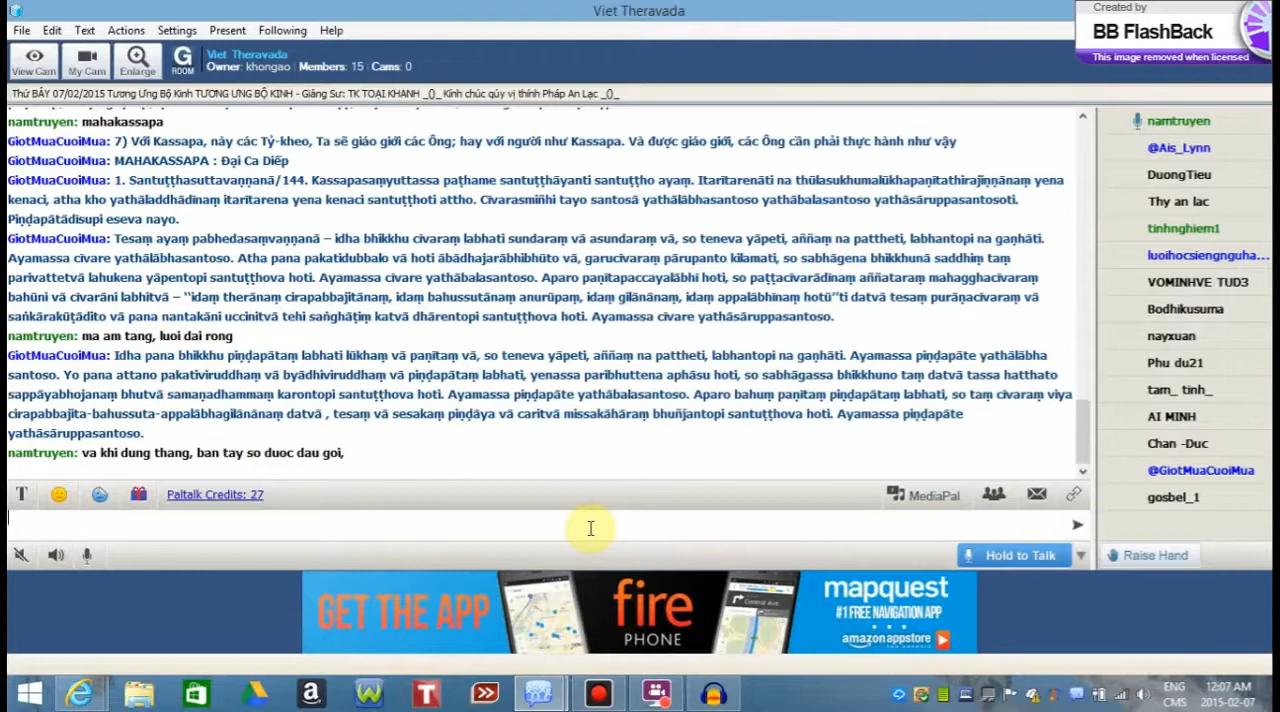 Viet Theravada
Created by
BB FlashBack
This image removed when licensed
File Edit Text Actions Settings Present Following Help
View Cam My Cam Enlarge G ROOM
Viet Theravada
Owner: khongao Members: 15 Cams: 0
Thứ BẢY 07/02/2015 Tương Ưng Bộ Kinh TƯƠNG ƯNG BỘ KINH - Giảng Sư: TK TOẠI KHANH _()_ Kính chúc qúy vị thính Pháp An Lạc _()_
namtruyen: mahakassapa
GiotMuaCuoiMua: 7) Với Kassapa, này các Tỷ-kheo, Ta sẽ giáo giới các Ông; hay với người như Kassapa. Và được giáo giới, các Ông cần phải thực hành như vậy
GiotMuaCuoiMua: MAHAKASSAPA : Đại Ca Diếp
GiotMuaCuoiMua: 1. Santuṭṭhasuttavaṇṇanā/144. Kassapasaṃyuttassa paṭhame santuṭṭhāyanti santuṭṭho ayaṃ. Itarītarenāti na thūlasukhumalūkhapaṇītathirajiṇṇānaṃ yena
kenaci, atha kho yathāladdhādīnaṃ itarītarena yena kenaci santuṭṭhoti attho. Cīvarasmiñhi tayo santosā yathālābhasantoso yathābalasantoso yathāsāruppasantosoti.
Piṇḍapātādisupi eseva nayo.
GiotMuaCuoiMua: Tesaṃ ayaṃ pabhedasaṃvaṇṇanā – idha bhikkhu cīvaraṃ labhati sundaraṃ vā asundaraṃ vā, so teneva yāpeti, aññaṃ na pattheti, labhantopi na gaṇhāti.
Ayamassa cīvare yathālābhasantoso. Atha pana pakatidubbalo vā hoti ābādhajarābhibhūto vā, garucīvaraṃ pārupanto kilamati, so sabhāgena bhikkhunā saddhiṃ taṃ
parivattetvā lahukena yāpentopi santuṭṭhova hoti. Ayamassa cīvare yathābalasantoso. Aparo paṇītapaccayalābhī hoti, so paṭṭacīvarādīnaṃ aññataraṃ mahagghacīvaraṃ
bahūni vā cīvarāni labhitvā – ‘‘idaṃ therānaṃ cirapabbajitānaṃ, idaṃ bahussutānaṃ anurūpaṃ, idaṃ gilānānaṃ, idaṃ appalābhīnaṃ hotū’’ti datvā tesaṃ purāṇacīvaraṃ vā
saṅkārakūṭādito vā pana nantakāni uccinitvā tehi saṅghāṭiṃ katvā dhārentopi santuṭṭhova hoti. Ayamassa cīvare yathāsāruppasantoso.
namtruyen: ma am tang, luoi dai rong
GiotMuaCuoiMua: Idha pana bhikkhu piṇḍapātaṃ labhati lūkhaṃ vā paṇītaṃ vā, so teneva yāpeti, aññaṃ na pattheti, labhantopi na gaṇhāti. Ayamassa piṇḍapāte yathālābha
santoso. Yo pana attano pakativiruddhaṃ vā byādhiviruddhaṃ vā piṇḍapātaṃ labhati, yenassa paribhuttena aphāsu hoti, so sabhāgassa bhikkhuno taṃ datvā tassa hatthato
sappāyabhojanaṃ bhutvā samaṇadhammaṃ karontopi santuṭṭhova hoti. Ayamassa piṇḍapāte yathābalasantoso. Aparo bahuṃ paṇītaṃ piṇḍapātaṃ labhati, so taṃ cīvaraṃ viya
cirapabbajita-bahussuta-appalābhagilānānaṃ datvā , tesaṃ vā sesakaṃ piṇḍāya vā caritvā missakāhāraṃ bhuñjantopi santuṭṭhova hoti. Ayamassa piṇḍapāte
yathāsāruppasantoso.
namtruyen: va khi dung thang, ban tay so duoc dau goi,
namtruyen
@Ais_Lynn
DuongTieu
Thy an lac
tinhnghiem1
luoihocsiengnguha...
VOMINHVE TUD3
Bodhikusuma
nayxuan
Phu du21
tam_ tinh_
AI MINH
Chan -Duc
@GiotMuaCuoiMua
gosbel_1
T Paltalk Credits: 27 MediaPal
Hold to Talk Raise Hand
GET THE APP
fire
PHONE
mapquest
#1 FREE NAVIGATION APP
amazon appstore
ENG 12:07 AM
CMS 2015-02-07